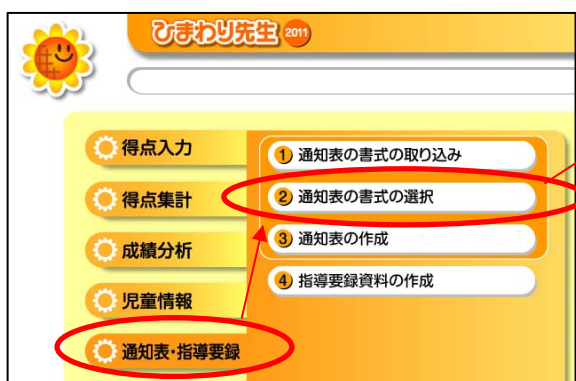 ひまわり先生 2011
得点入力
得点集計
成績分析
児童情報
通知表・指導要録
1 通知表の書式の取り込み
2 通知表の書式の選択
3 通知表の作成
4 指導要録資料の作成